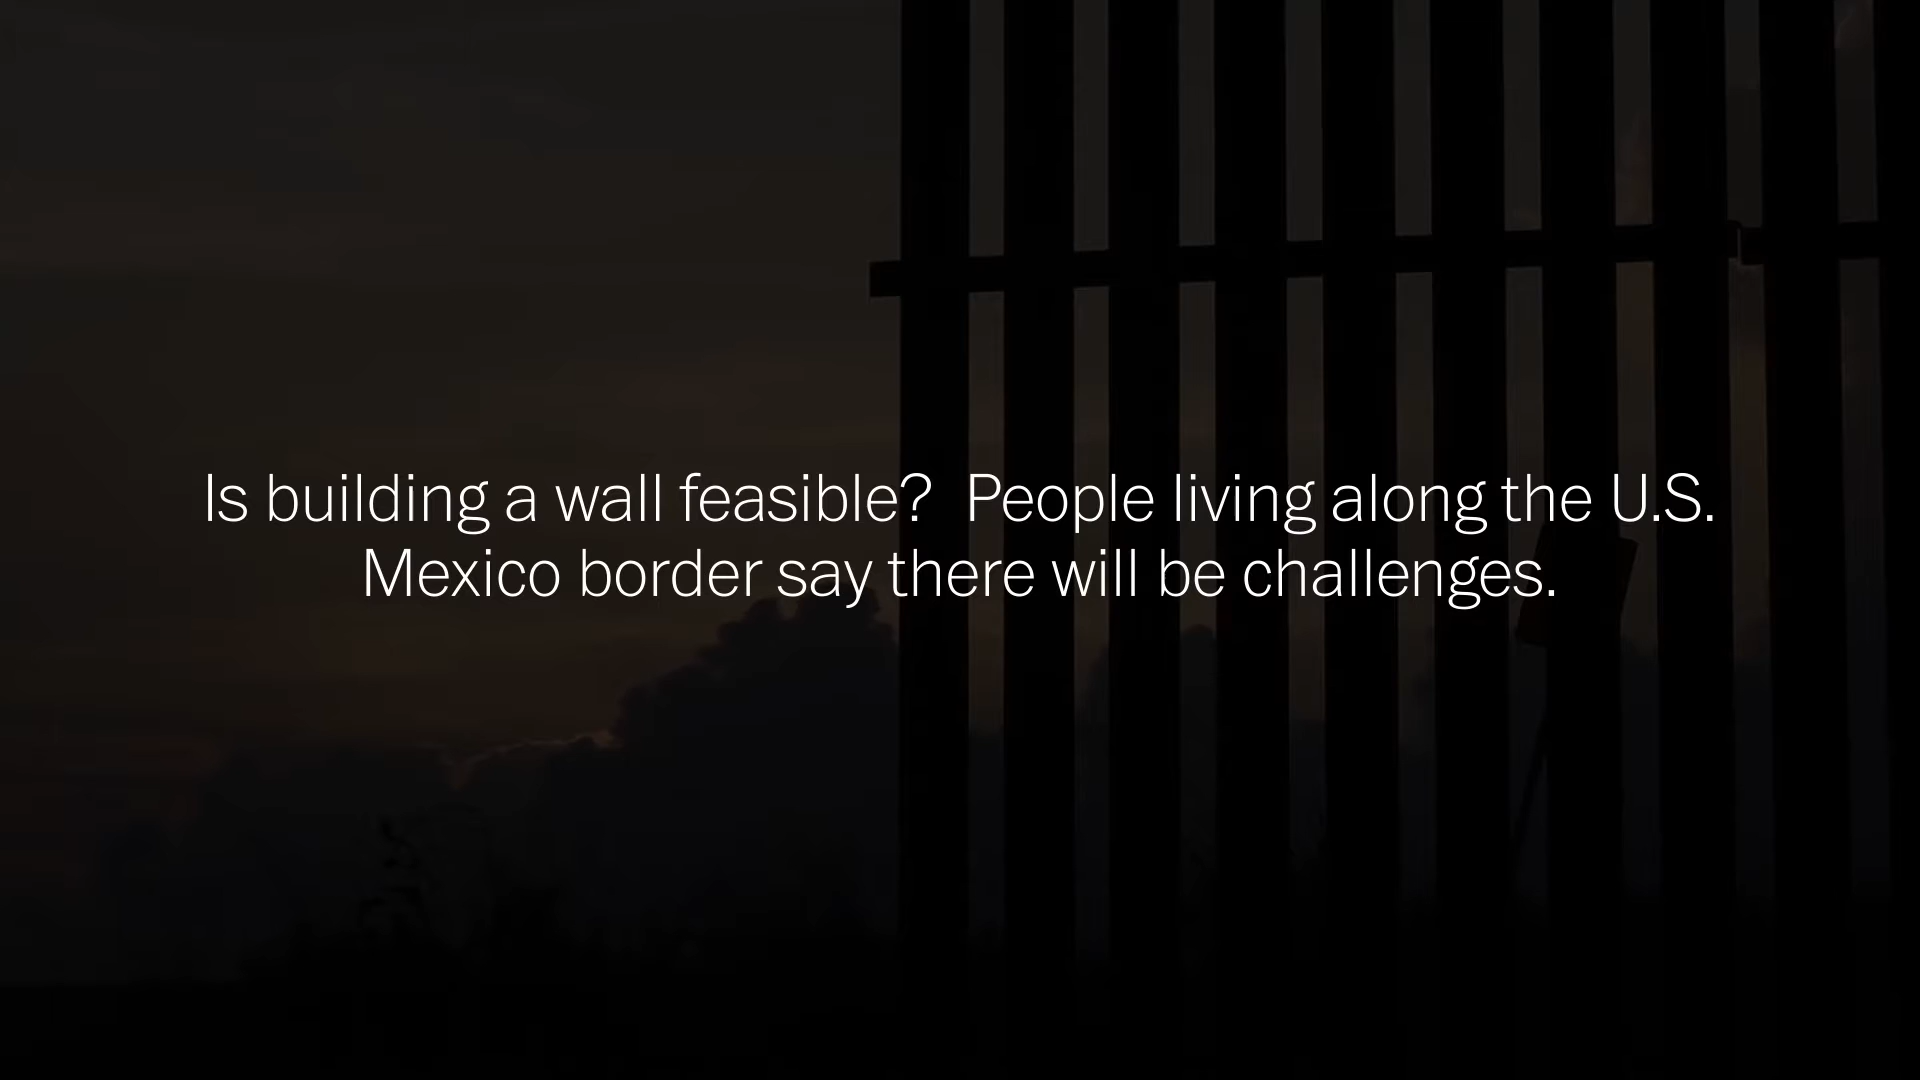 Is building a wall feasible?  People living along the U.S.
Mexico border say there will be challenges.